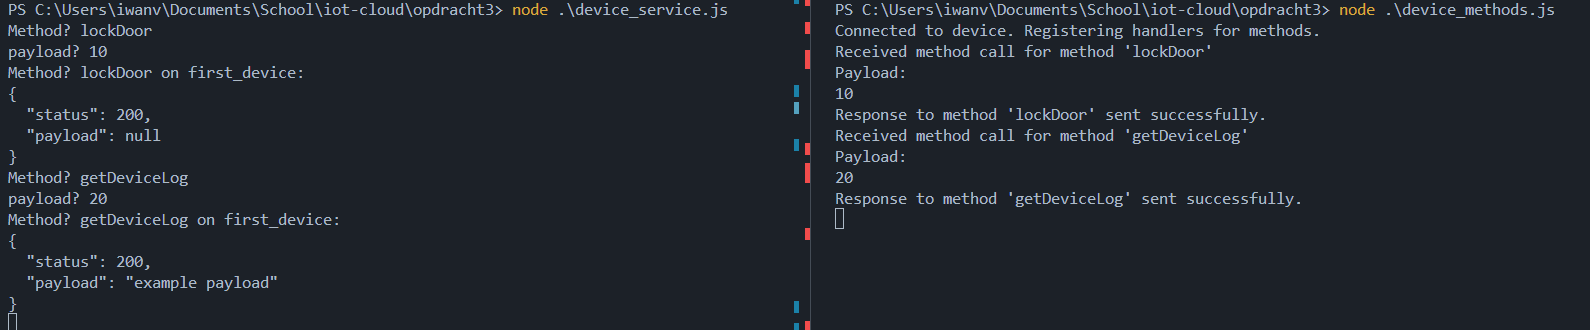 PS C:\Users\iwanv\Documents\School\iot-cloud\opdracht3> node .\device_service.js
Method? lockDoor
payload? 10
Method? lockDoor on first_device:
{
  "status": 200,
  "payload": null
}
Method? getDeviceLog
payload? 20
Method? getDeviceLog on first_device:
{
  "status": 200,
  "payload": "example payload"
}
PS C:\Users\iwanv\Documents\School\iot-cloud\opdracht3> node .\device_methods.js
Connected to device. Registering handlers for methods.
Received method call for method 'lockDoor'
Payload:
10
Response to method 'lockDoor' sent successfully.
Received method call for method 'getDeviceLog'
Payload:
20
Response to method 'getDeviceLog' sent successfully.